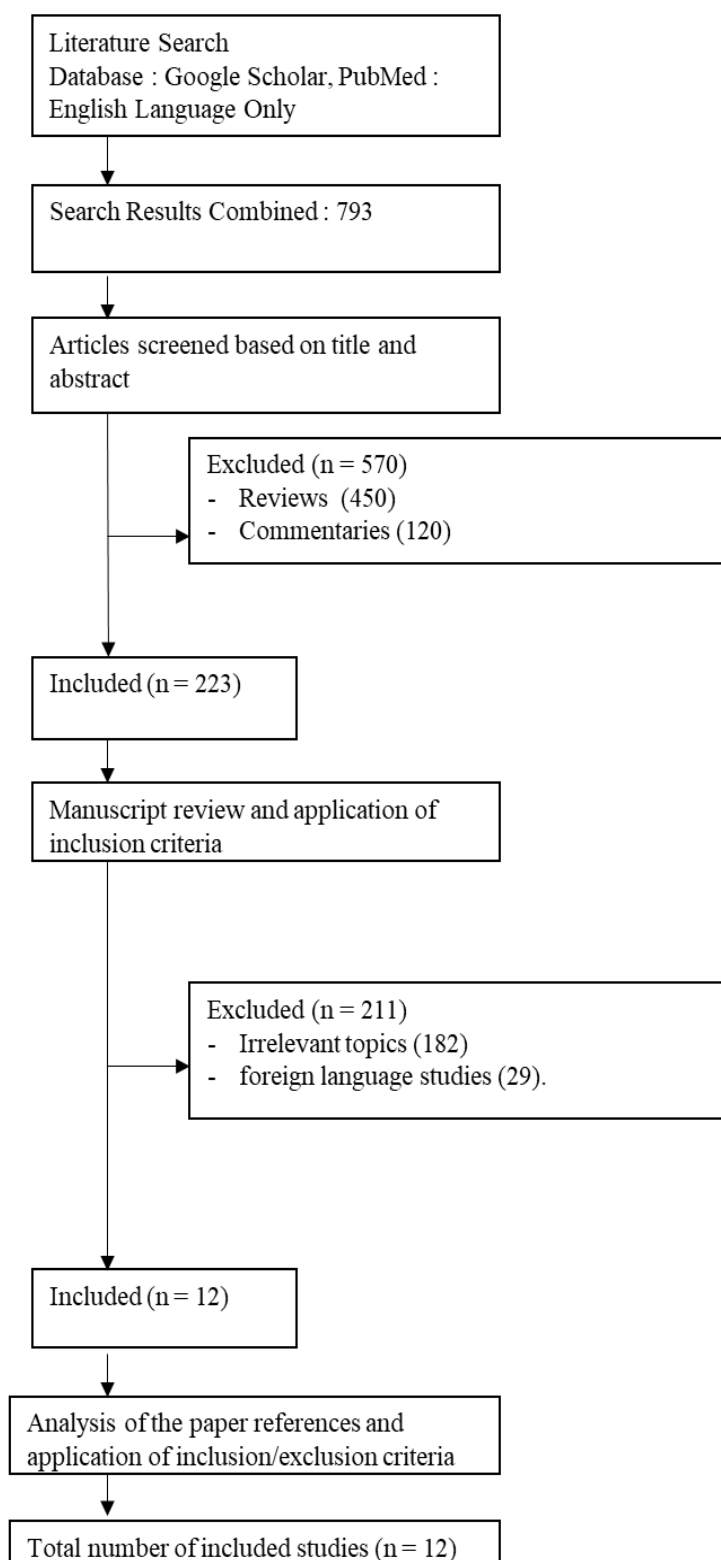 Literature Search
Database : Google Scholar, PubMed :
English Language Only
Search Results Combined : 793
Articles screened based on title and
abstract
Excluded (n = 570)
- Reviews (450)
- Commentaries (120)
Included (n = 223)
Manuscript review and application of
inclusion criteria
Excluded (n = 211)
- Irrelevant topics (182)
- foreign language studies (29).
Included (n = 12)
Analysis of the paper references and
application of inclusion/exclusion criteria
Total number of included studies (n = 12)